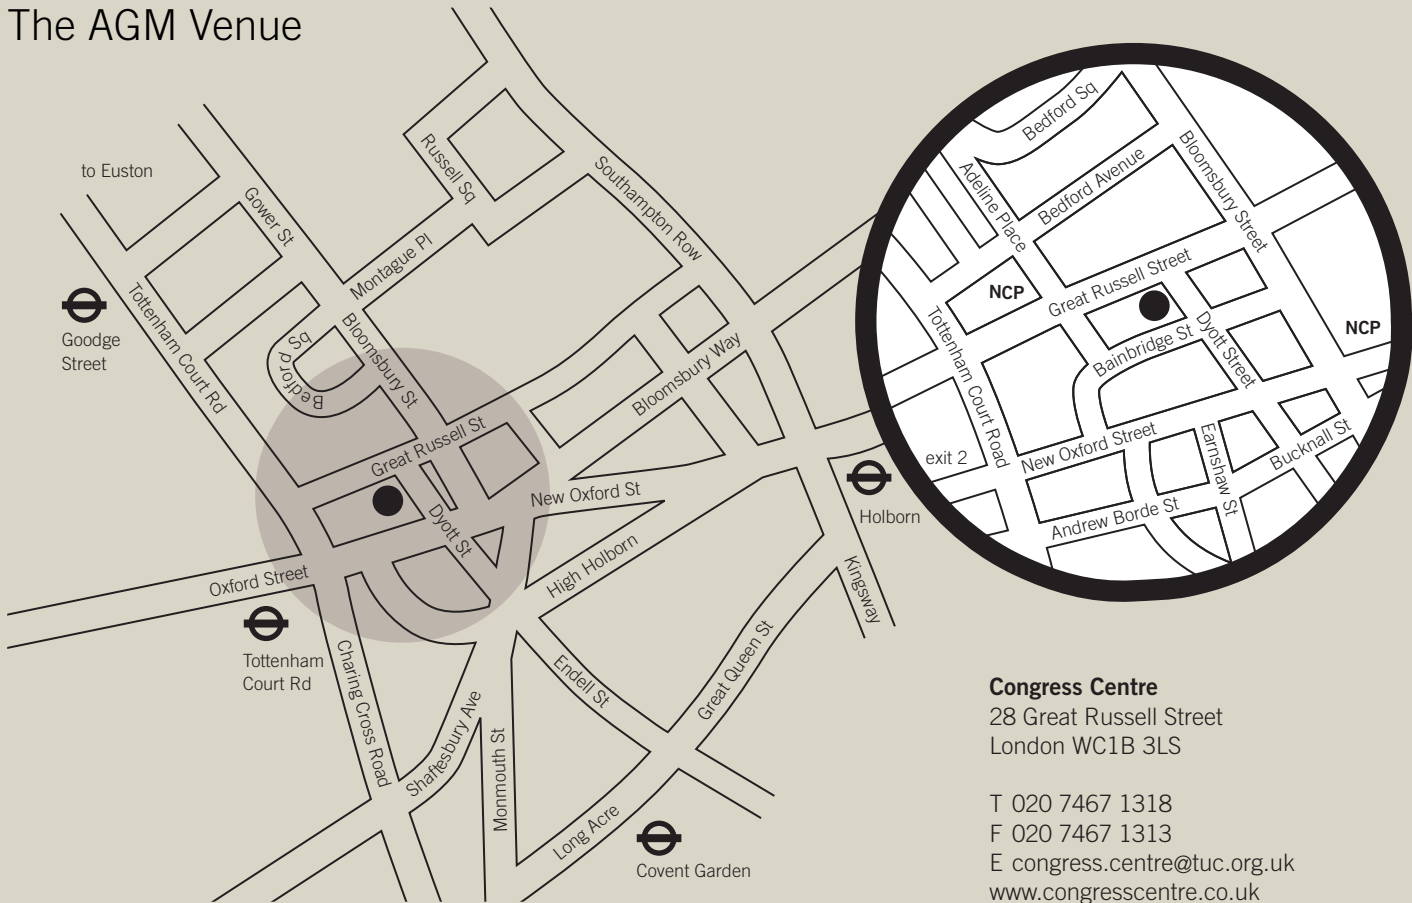 The AGM Venue
to Euston
Gower St
Russell Sq
Southampton Row
Montague Pl
Goodge
Street
Tottenham Court Rd
Bedford Sq
Bloomsbury St
Bloomsbury Way
Great Russell St
New Oxford St
Dyott St
Oxford Street
High Holborn
Holborn
Kingsway
Tottenham
Court Rd
Charing Cross Road
Endell St
Great Queen St
Shaftesbury Ave
Monmouth St
Long Acre
Covent Garden
Bedford Sq
Bedford Avenue
Bloomsbury Street
Adeline Place
Great Russell Street
NCP
NCP
Tottenham Court Road
Bainbridge St
Dyott Street
New Oxford Street
exit 2
Earnshaw St
Bucknall St
Andrew Borde St
Congress Centre
28 Great Russell Street
London WC1B 3LS
T 020 7467 1318
F 020 7467 1313
E congress.centre@tuc.org.uk
www.congresscentre.co.uk